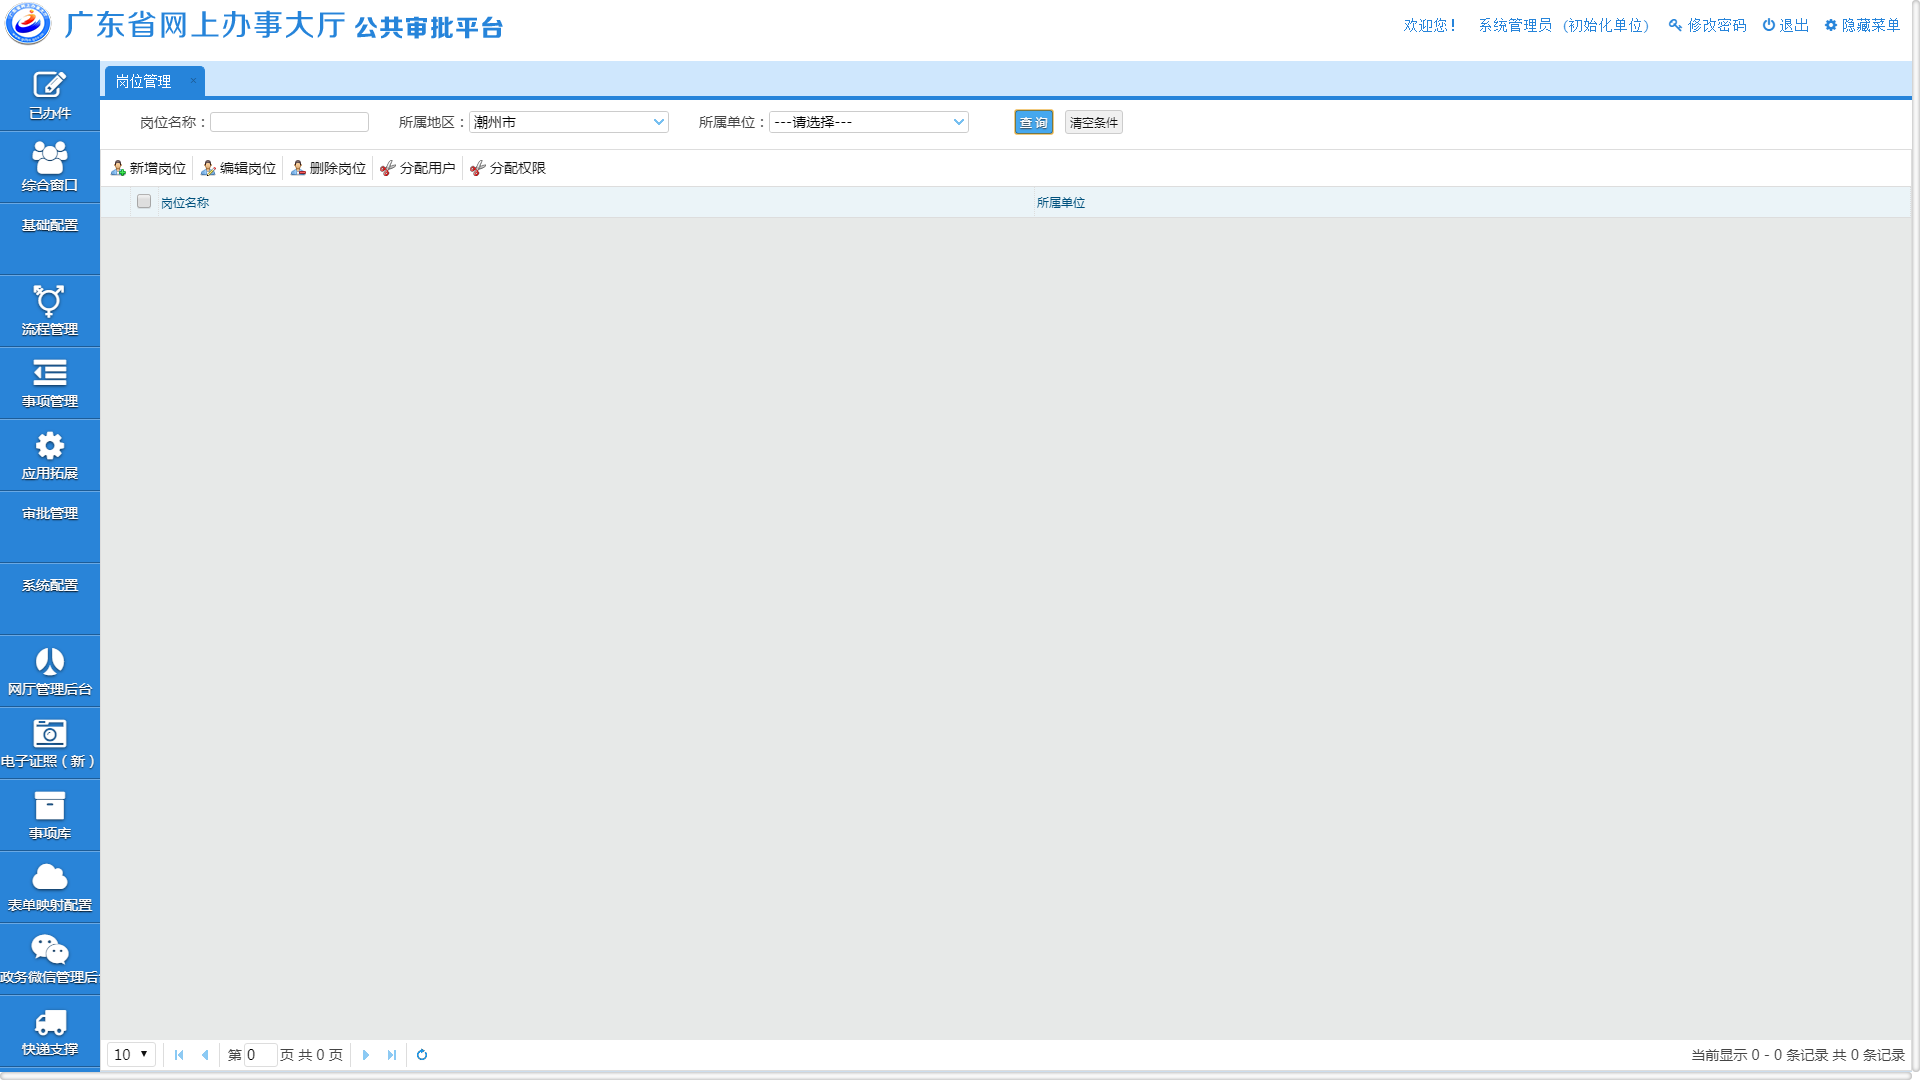 广东省网上办事大厅 公共审批平台
欢迎您! 系统管理员 (初始化单位) 修改密码 退出 隐藏菜单
已办件
综合窗口
基础配置
流程管理
事项管理
应用拓展
审批管理
系统配置
网厅管理后台
电子证照（新）
事项库
表单映射配置
政务微信管理后
快递支撑
岗位管理 ×
岗位名称： 所属地区：潮州市 所属单位：---请选择--- 查 询 清空条件
新增岗位 编辑岗位 删除岗位 分配用户 分配权限
岗位名称 所属单位
10 第 0 页 共 0 页 当前显示 0 - 0 条记录 共 0 条记录